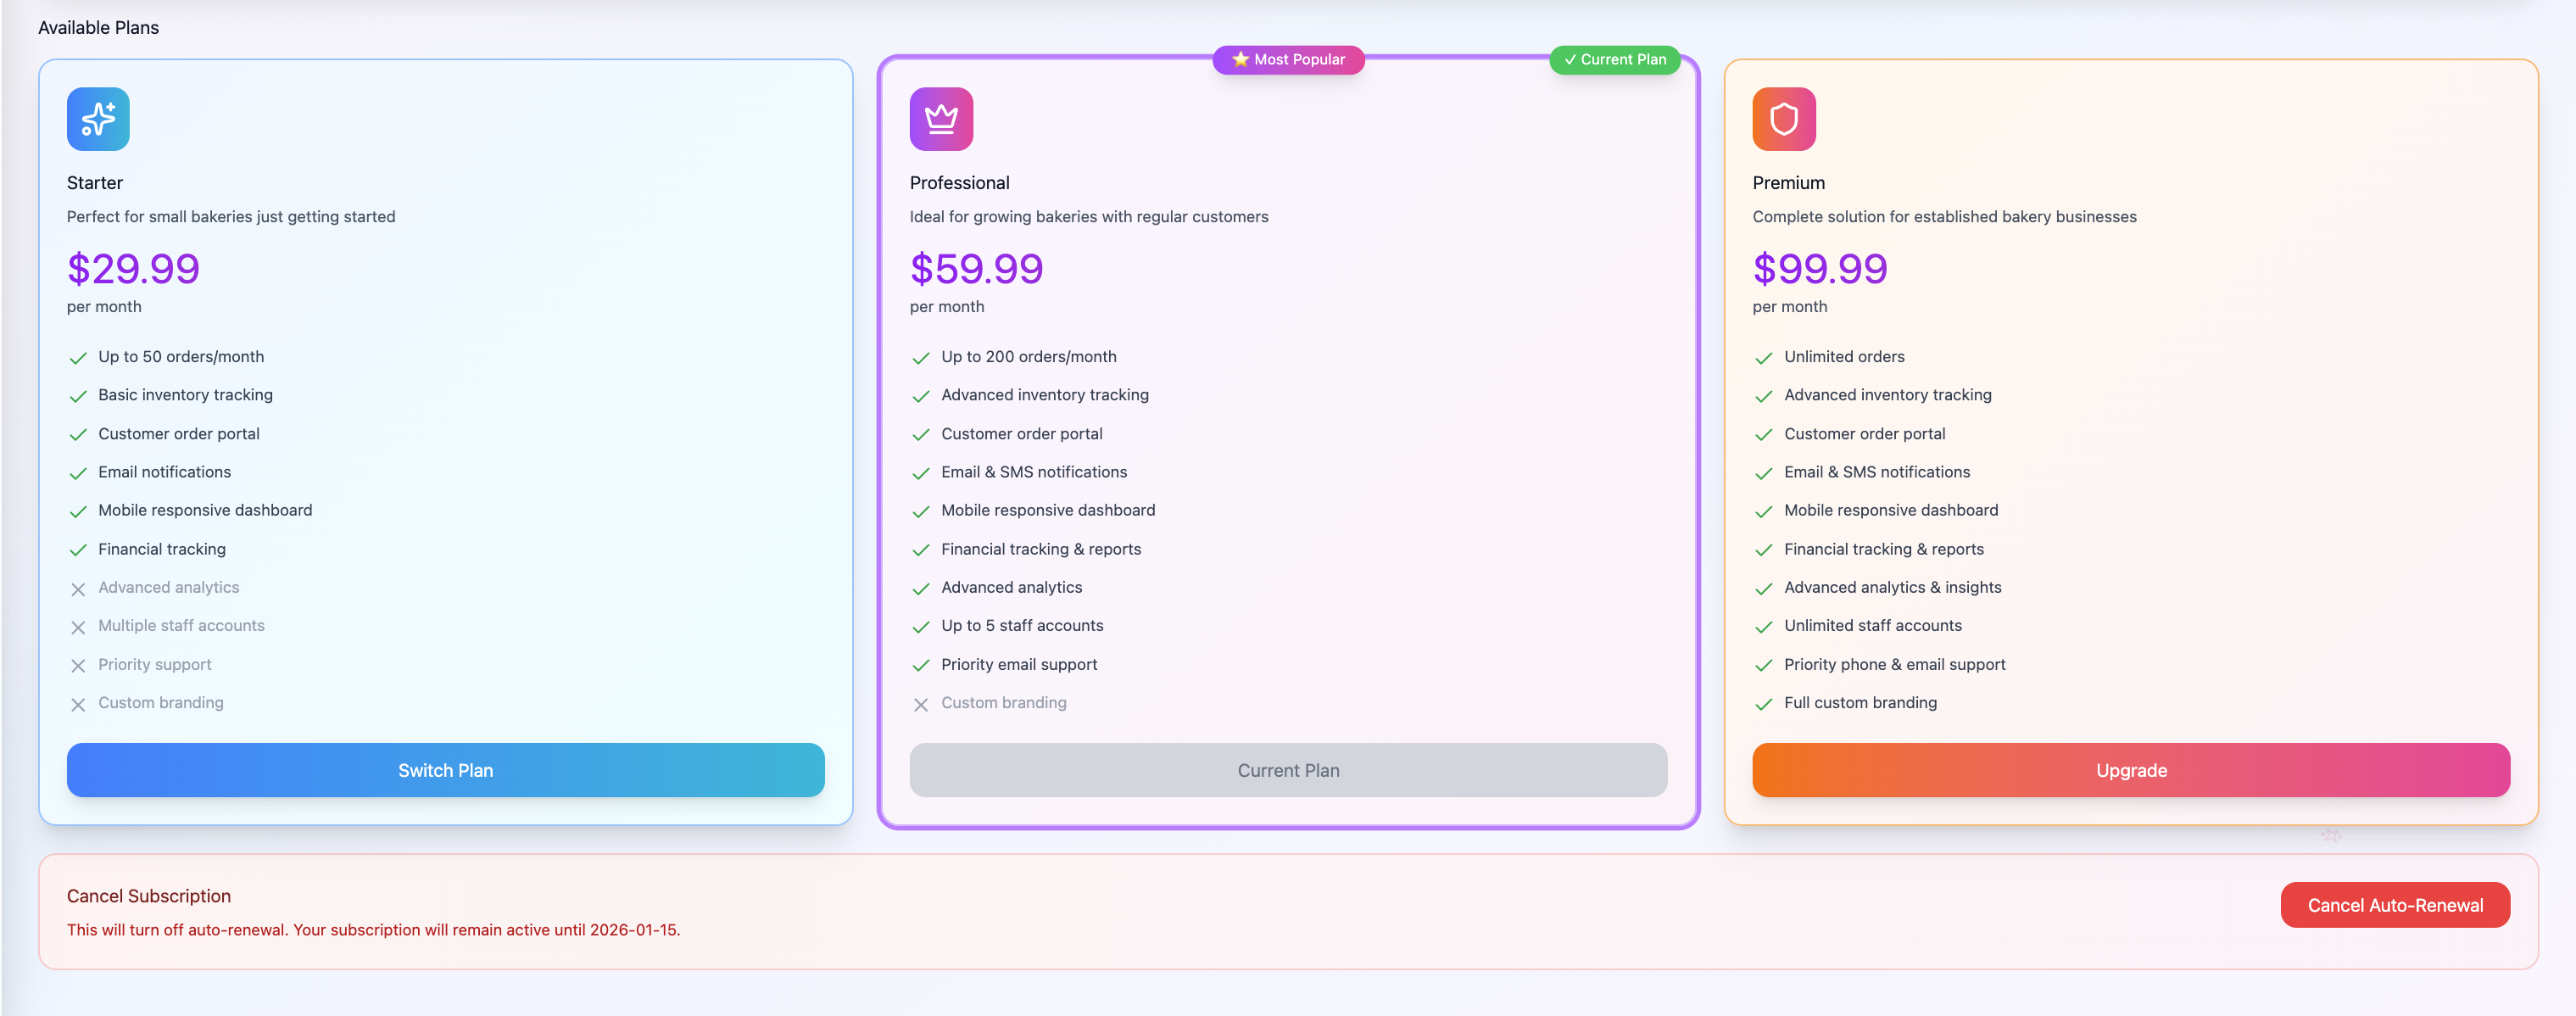 Available Plans
⭐ Most Popular
✓ Current Plan
Starter
Perfect for small bakeries just getting started
$29.99
per month
Up to 50 orders/month
Basic inventory tracking
Customer order portal
Email notifications
Mobile responsive dashboard
Financial tracking
Advanced analytics
Multiple staff accounts
Priority support
Custom branding
Switch Plan
Professional
Ideal for growing bakeries with regular customers
$59.99
per month
Up to 200 orders/month
Advanced inventory tracking
Customer order portal
Email & SMS notifications
Mobile responsive dashboard
Financial tracking & reports
Advanced analytics
Up to 5 staff accounts
Priority email support
Custom branding
Current Plan
Premium
Complete solution for established bakery businesses
$99.99
per month
Unlimited orders
Advanced inventory tracking
Customer order portal
Email & SMS notifications
Mobile responsive dashboard
Financial tracking & reports
Advanced analytics & insights
Unlimited staff accounts
Priority phone & email support
Full custom branding
Upgrade
Cancel Subscription
This will turn off auto-renewal. Your subscription will remain active until 2026-01-15.
Cancel Auto-Renewal